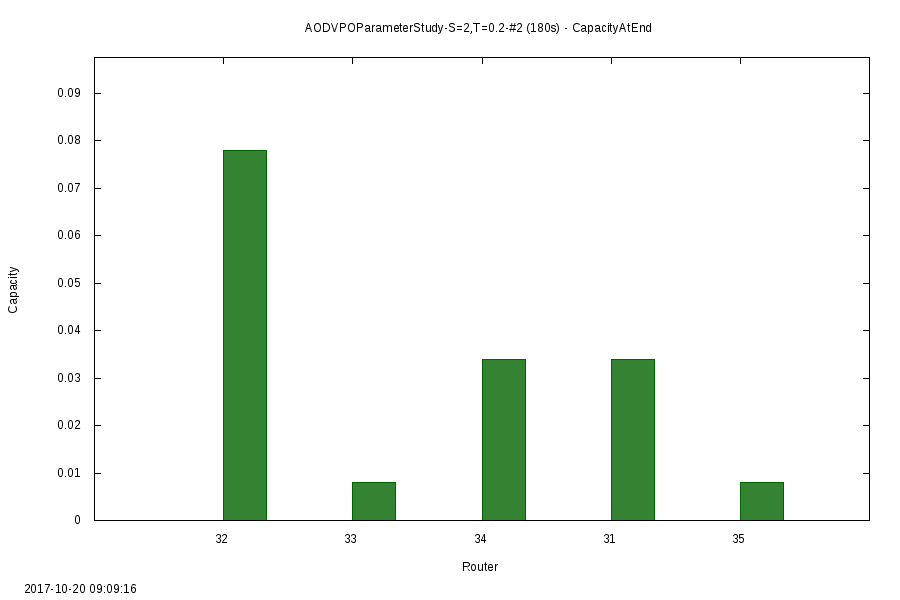 AODVPOParameterStudy-S=2,T=0.2-#2 (180s) - CapacityAtEnd
0.09
0.08
0.07
0.06
0.05
0.04
0.03
0.02
0.01
0
Capacity
32 33 34 31 35
Router
2017-10-20 09:09:16